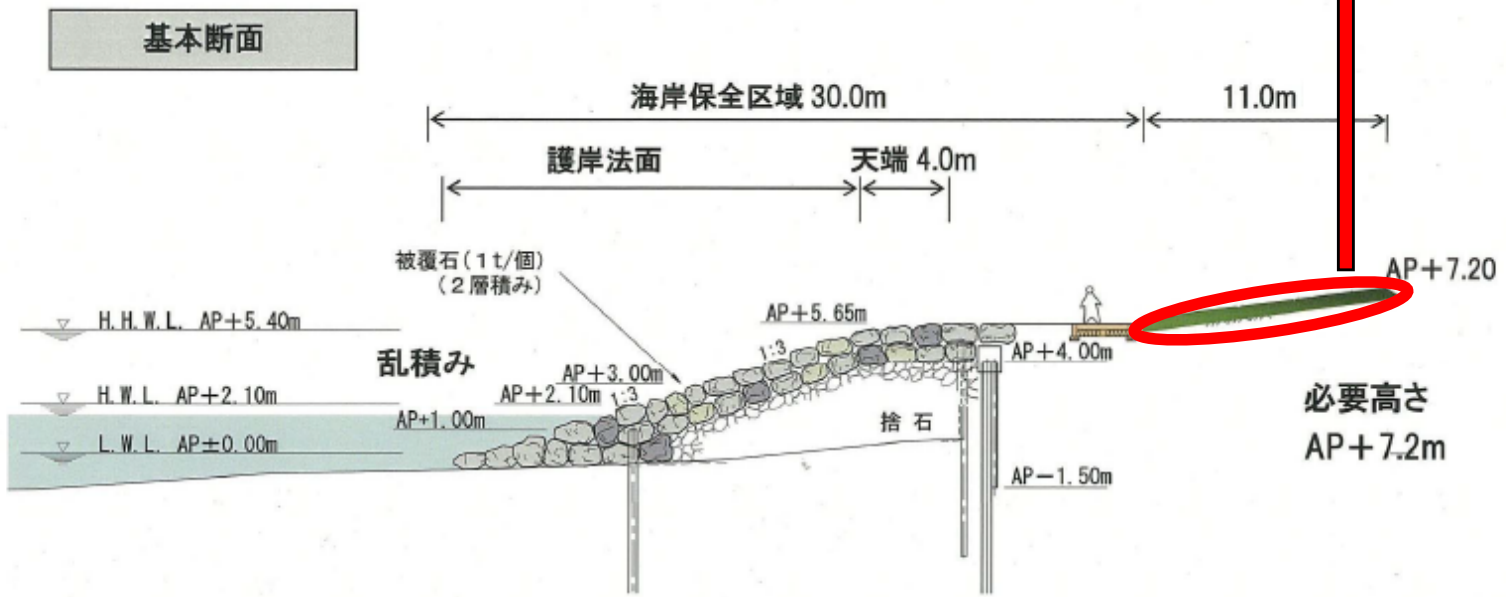 基本断面
海岸保全区域 30.0m
11.0m
護岸法面
天端 4.0m
被覆石(1t/個)
(2層積み)
AP+7.20
H.H.W.L. AP+5.40m
AP+5.65m
1:3
乱積み
AP+4.00m
AP+3.00m
H.W.L. AP+2.10m
AP+2.10m
1:3
必要高さ
AP+1.00m
捨石
L.W.L. AP±0.00m
AP+7.2m
AP-1.50m